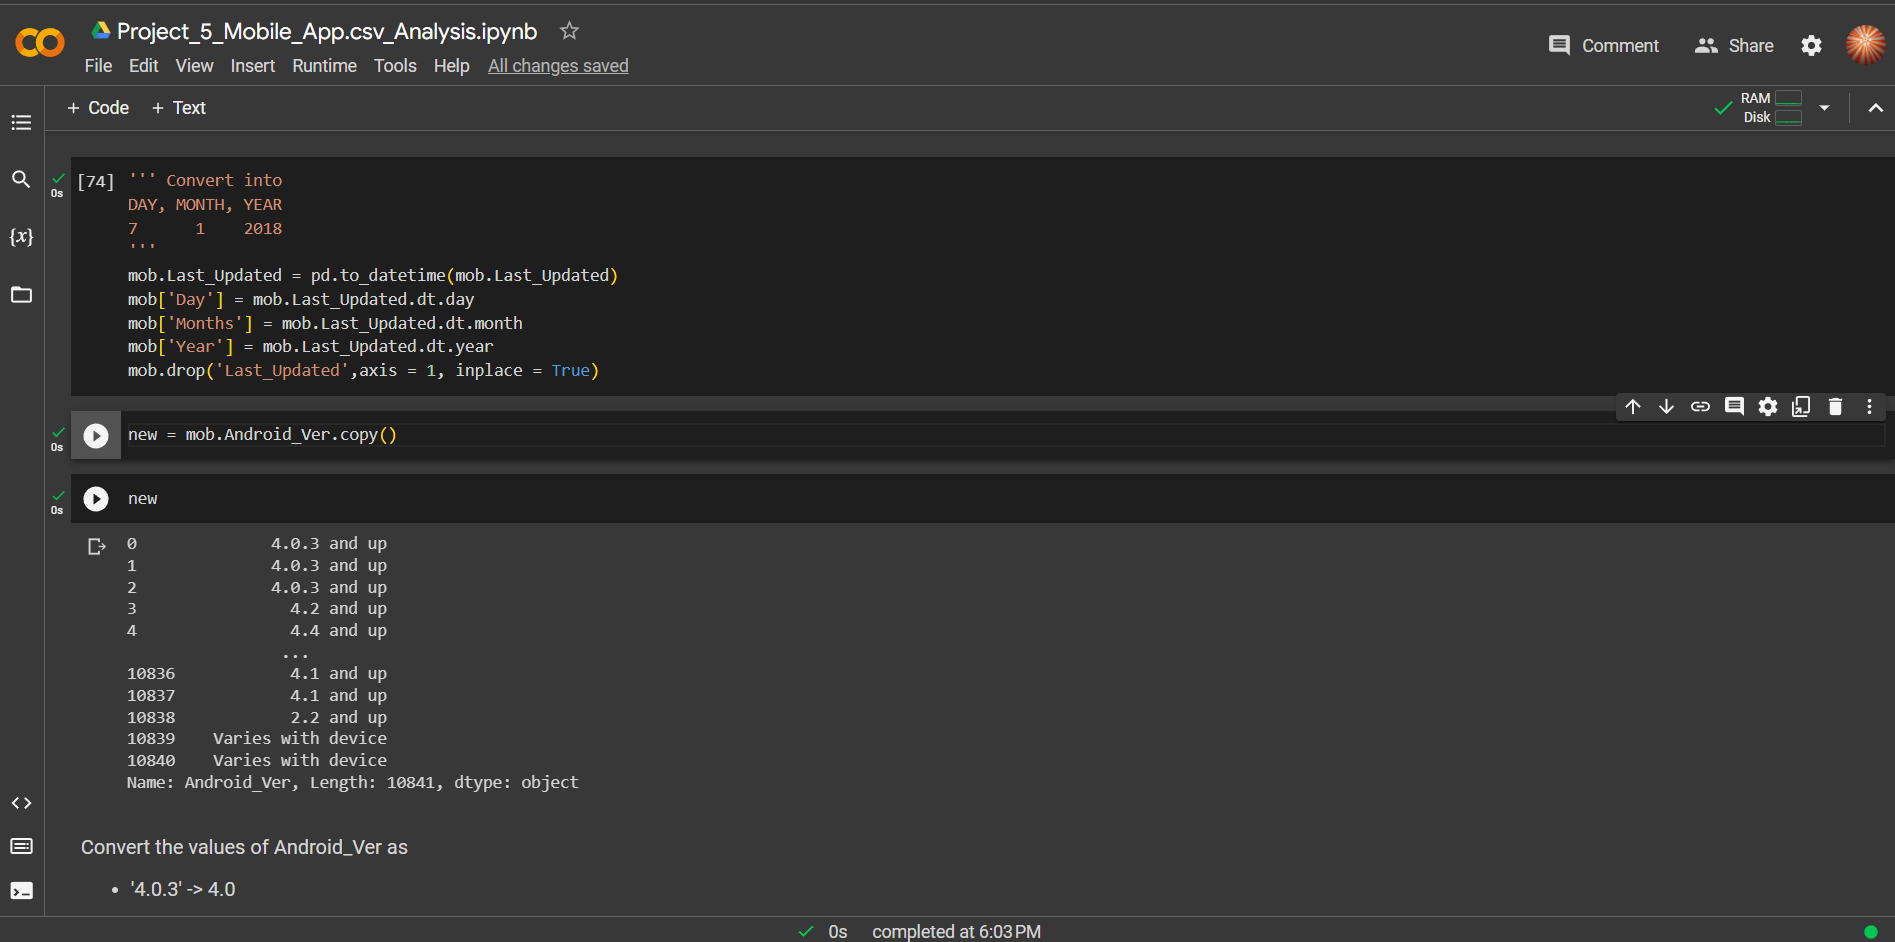 Project_5_Mobile_App.csv_Analysis.ipynb
File Edit View Insert Runtime Tools Help All changes saved
Comment Share
+ Code + Text
RAM
Disk
0s
[74] ''' Convert into
DAY, MONTH, YEAR
7      1    2018
'''
mob.Last_Updated = pd.to_datetime(mob.Last_Updated)
mob['Day'] = mob.Last_Updated.dt.day
mob['Months'] = mob.Last_Updated.dt.month
mob['Year'] = mob.Last_Updated.dt.year
mob.drop('Last_Updated',axis = 1, inplace = True)
0s
new = mob.Android_Ver.copy()
0s
new
0              4.0.3 and up
1              4.0.3 and up
2              4.0.3 and up
3                4.2 and up
4                4.4 and up
...
10836            4.1 and up
10837            4.1 and up
10838            2.2 and up
10839    Varies with device
10840    Varies with device
Name: Android_Ver, Length: 10841, dtype: object
Convert the values of Android_Ver as
• '4.0.3' -> 4.0
{x}
0s completed at 6:03 PM